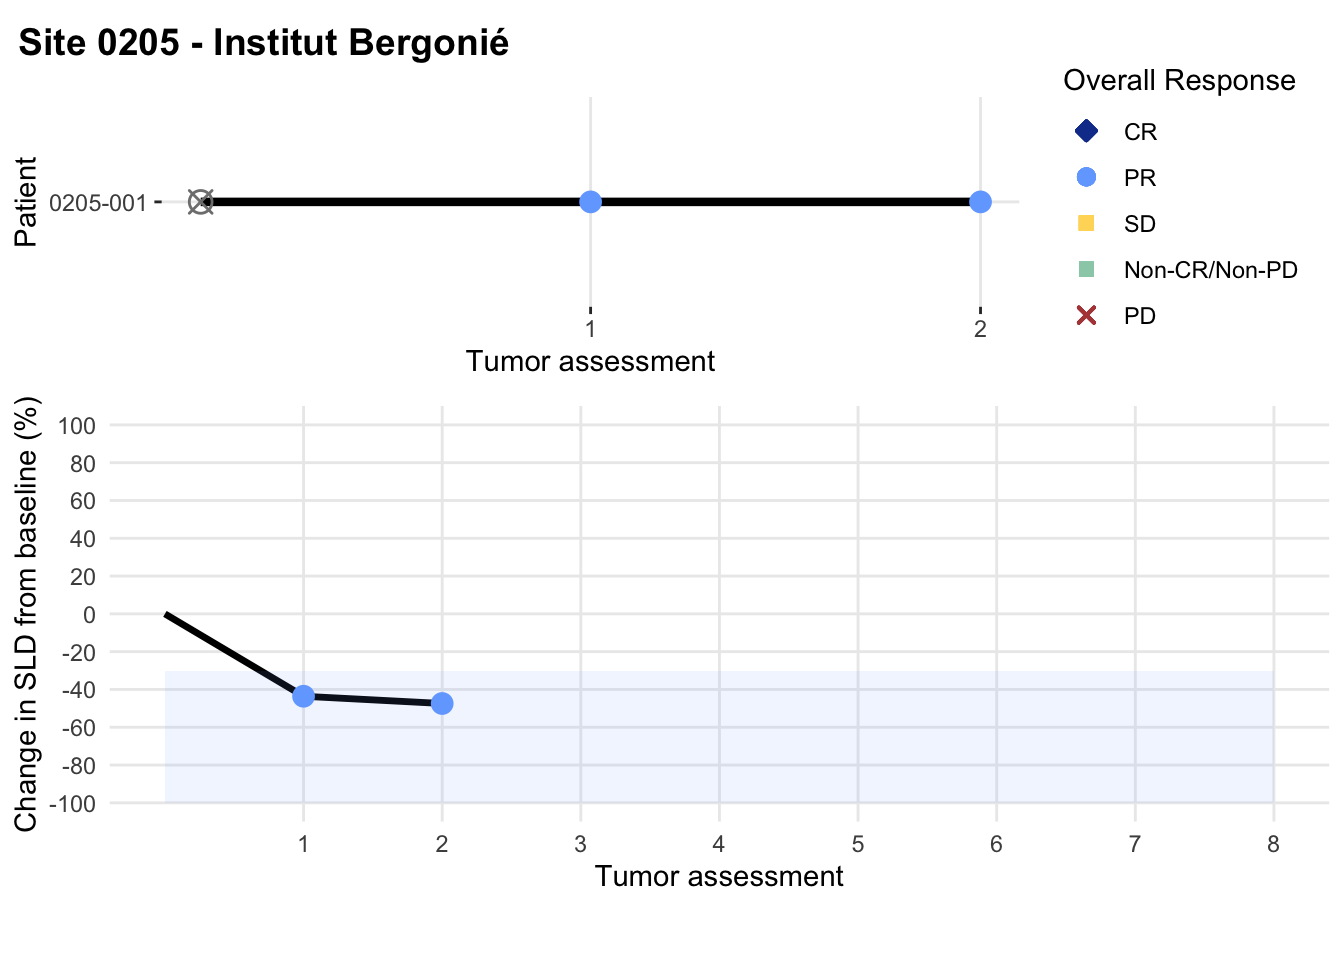 Site 0205 - Institut Bergonié
Overall Response
CR
PR
SD
Non-CR/Non-PD
PD
Patient
0205-001
1 2
Tumor assessment
Change in SLD from baseline (%)
100
80
60
40
20
0
-20
-40
-60
-80
-100
1 2 3 4 5 6 7 8
Tumor assessment